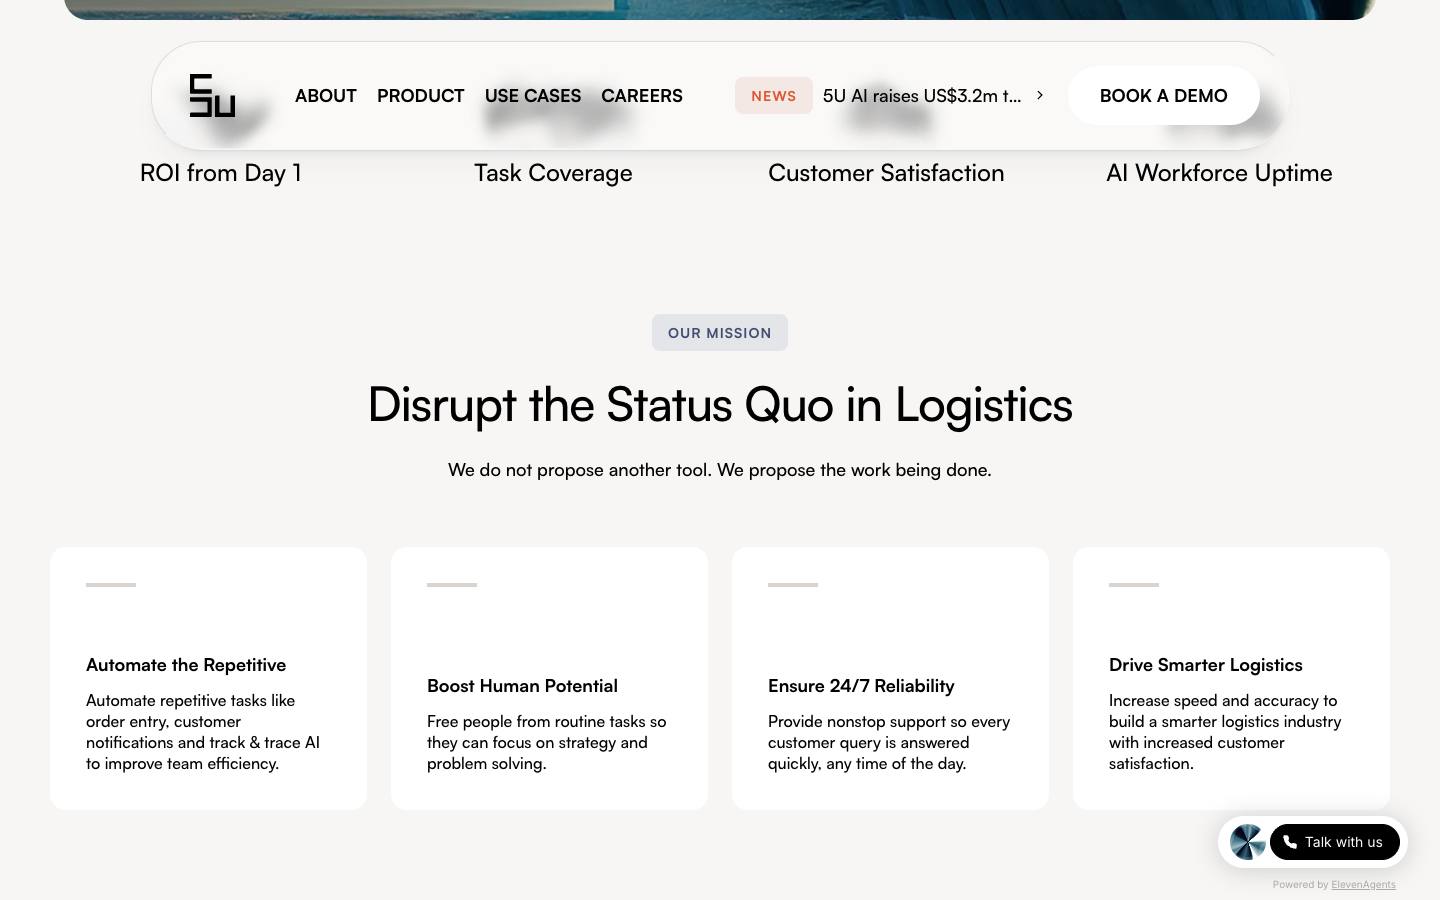 5u
ABOUT PRODUCT USE CASES CAREERS NEWS 5U AI raises US$3.2m t... BOOK A DEMO
ROI from Day 1 Task Coverage Customer Satisfaction AI Workforce Uptime
OUR MISSION
Disrupt the Status Quo in Logistics
We do not propose another tool. We propose the work being done.
Automate the Repetitive
Automate repetitive tasks like
order entry, customer
notifications and track & trace AI
to improve team efficiency.
Boost Human Potential
Free people from routine tasks so
they can focus on strategy and
problem solving.
Ensure 24/7 Reliability
Provide nonstop support so every
customer query is answered
quickly, any time of the day.
Drive Smarter Logistics
Increase speed and accuracy to
build a smarter logistics industry
with increased customer
satisfaction.
Talk with us
Powered by ElevenAgents